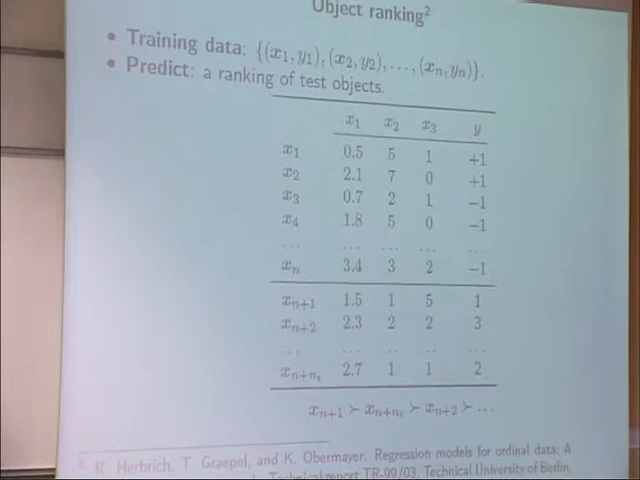 Object ranking²
• Training data: {(x₁, y₁), (x₂, y₂), . . . , (xₙ, yₙ)}.
• Predict: a ranking of test objects.
x₁ x₂ x₃ y
x₁ 0.5 5 1 +1
x₂ 2.1 7 0 +1
x₃ 0.7 2 1 −1
x₄ 1.8 5 0 −1
... ... ... ... ...
xₙ 3.4 3 2 −1
xₙ₊₁ 1.5 1 5 1
xₙ₊₂ 2.3 2 2 3
... ... ... ... ...
xₙ₊ₙₜ 2.7 1 1 2
xₙ₊₁ ≻ xₙ₊ₙₜ ≻ xₙ₊₂ ≻ ...
R. Herbrich, T. Graepel, and K. Obermayer. Regression models for ordinal data: A
Technical report TR-99/03, Technical University of Berlin,